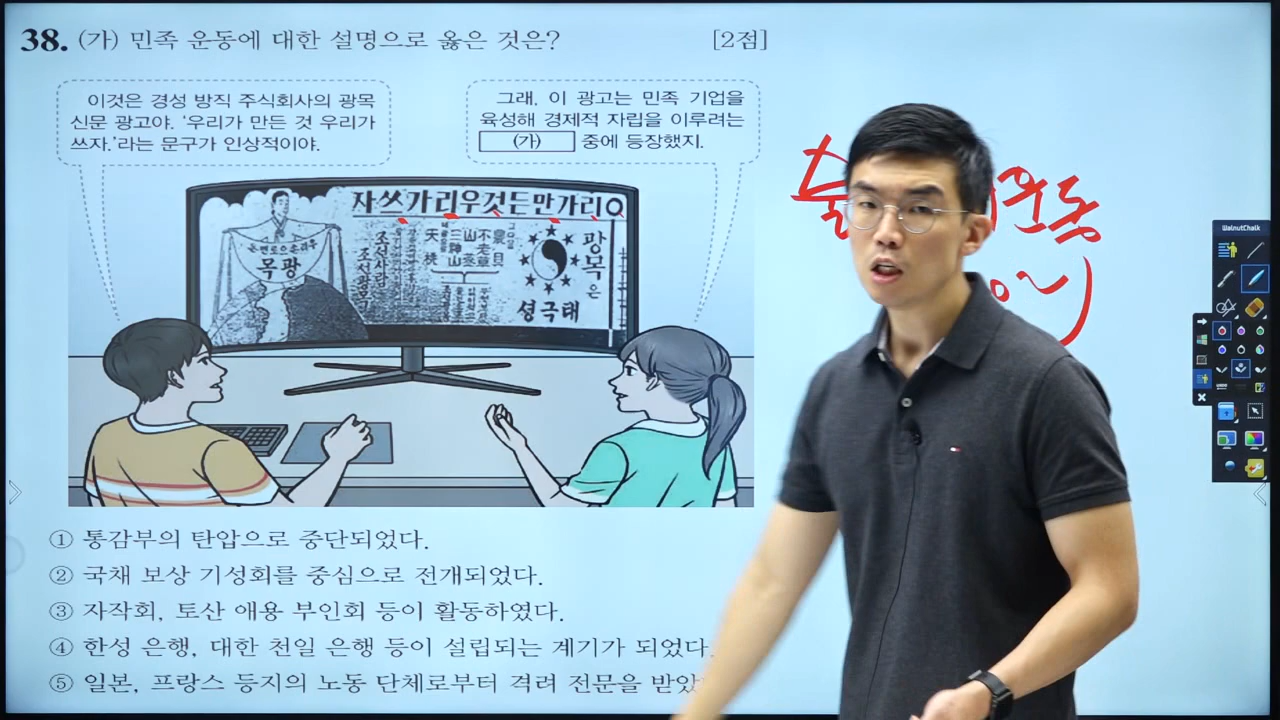 38. (가) 민족 운동에 대한 설명으로 옳은 것은? [2점]
이것은 경성 방직 주식회사의 광목
신문 광고야. '우리가 만든 것 우리가
쓰자.'라는 문구가 인상적이야.
그래. 이 광고는 민족 기업을
육성해 경제적 자립을 이루려는
(가) 중에 등장했지.
자쓰가리우것든만가리우
목광
광목은
셩극태
운동
① 통감부의 탄압으로 중단되었다.
② 국채 보상 기성회를 중심으로 전개되었다.
③ 자작회, 토산 애용 부인회 등이 활동하였다.
④ 한성 은행, 대한 천일 은행 등이 설립되는 계기가 되었다.
⑤ 일본, 프랑스 등지의 노동 단체로부터 격려 전문을 받았
WalnutChalk